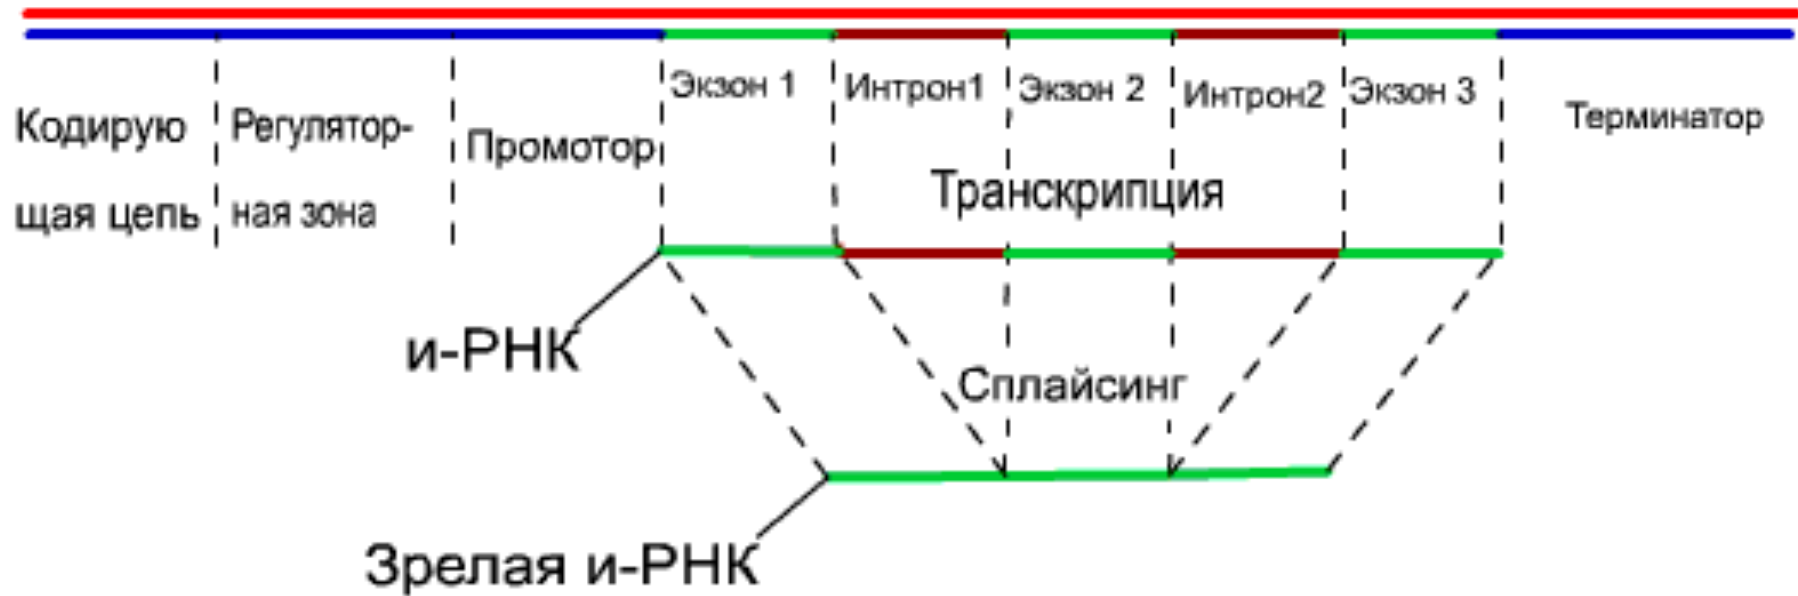 Экзон 1
Интрон1
Экзон 2
Интрон2
Экзон 3
Кодирую
щая цепь
Регулятор-
ная зона
Промотор
Терминатор
Транскрипция
и-РНК
Сплайсинг
Зрелая и-РНК